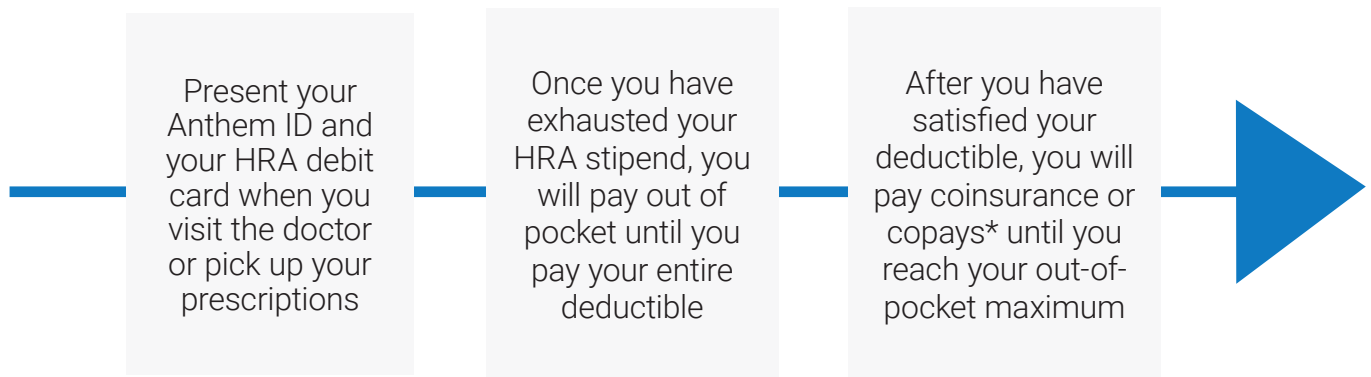 Present your
Anthem ID and
your HRA debit
card when you
visit the doctor
or pick up your
prescriptions
Once you have
exhausted your
HRA stipend, you
will pay out of
pocket until you
pay your entire
deductible
After you have
satisfied your
deductible, you will
pay coinsurance or
copays* until you
reach your out-of-
pocket maximum